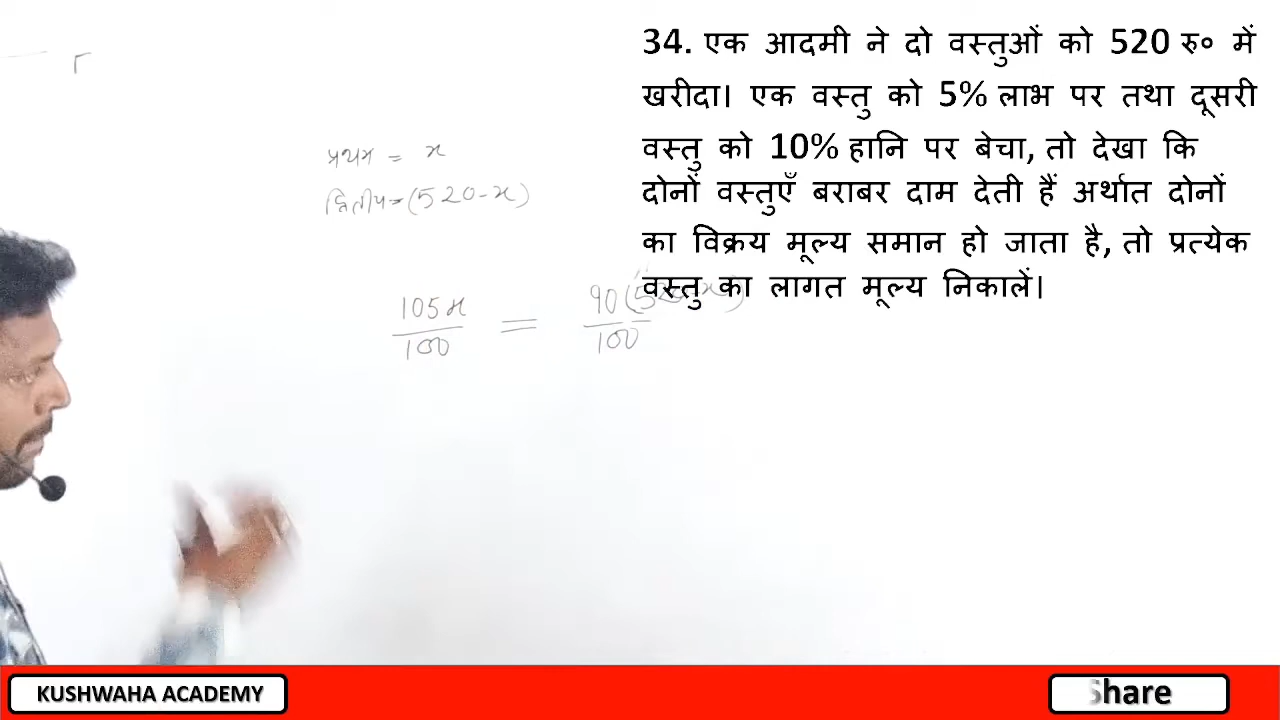 34. एक आदमी ने दो वस्तुओं को 520 रु० में
खरीदा। एक वस्तु को 5% लाभ पर तथा दूसरी
वस्तु को 10% हानि पर बेचा, तो देखा कि
दोनों वस्तुएँ बराबर दाम देती हैं अर्थात दोनों
का विक्रय मूल्य समान हो जाता है, तो प्रत्येक
वस्तु का लागत मूल्य निकालें।
प्रथम = x
द्वितीय = (520-x)
105x/100 = 90(520-x)/100
KUSHWAHA ACADEMY
Share